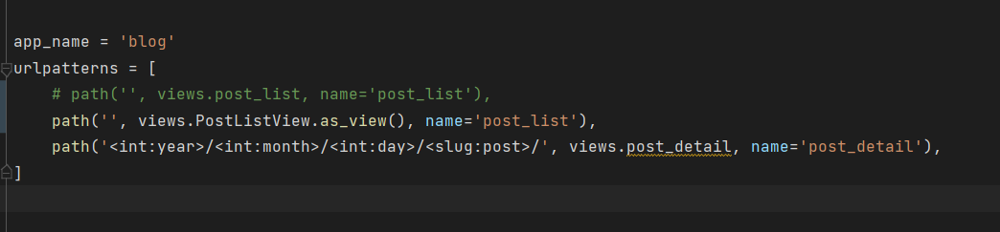 app_name = 'blog'
urlpatterns = [
    # path('', views.post_list, name='post_list'),
    path('', views.PostListView.as_view(), name='post_list'),
    path('<int:year>/<int:month>/<int:day>/<slug:post>/', views.post_detail, name='post_detail'),
]